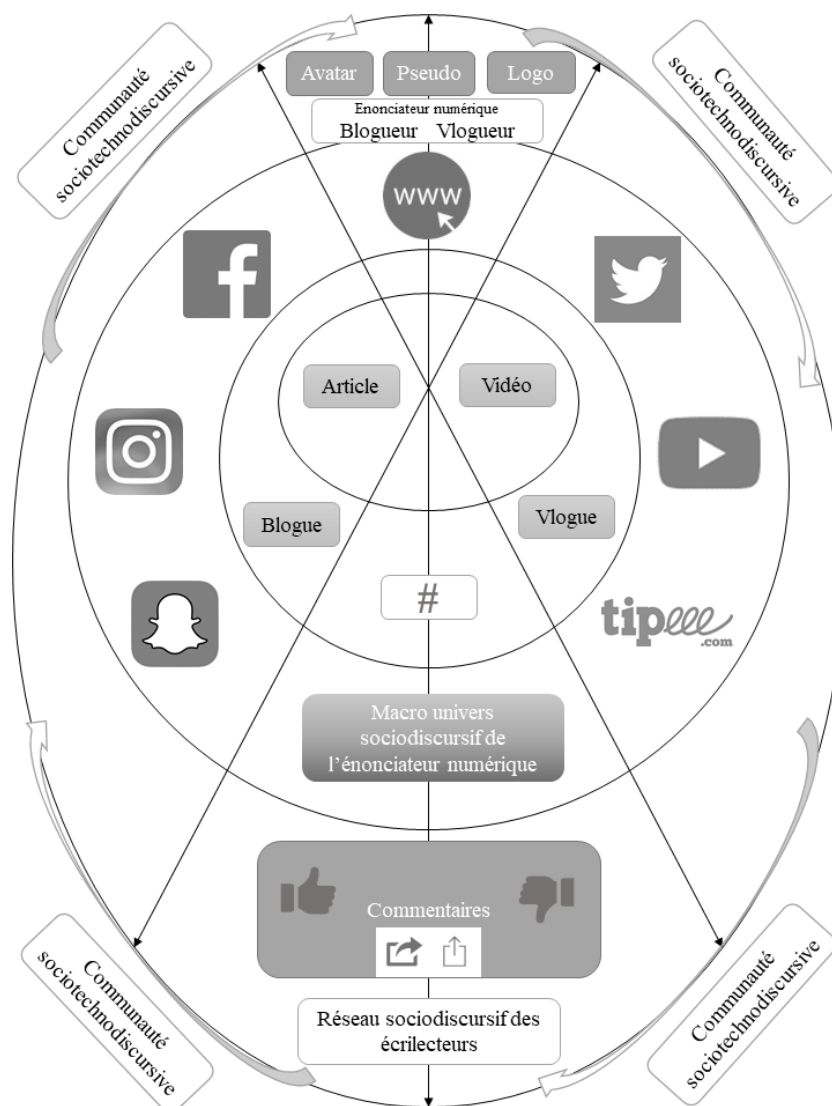 Communauté
sociotechnodiscursive
Communauté
sociotechnodiscursive
Avatar
Pseudo
Logo
Enonciateur numérique
Blogueur Vlogueur
www
f
Article
Vidéo
Blogue
Vlogue
#
tipeee
.com
Macro univers
sociodiscursif de
l’énonciateur numérique
Commentaires
Réseau sociodiscursif des
écrilecteurs
Communauté
sociotechnodiscursive
Communauté
sociotechnodiscursive